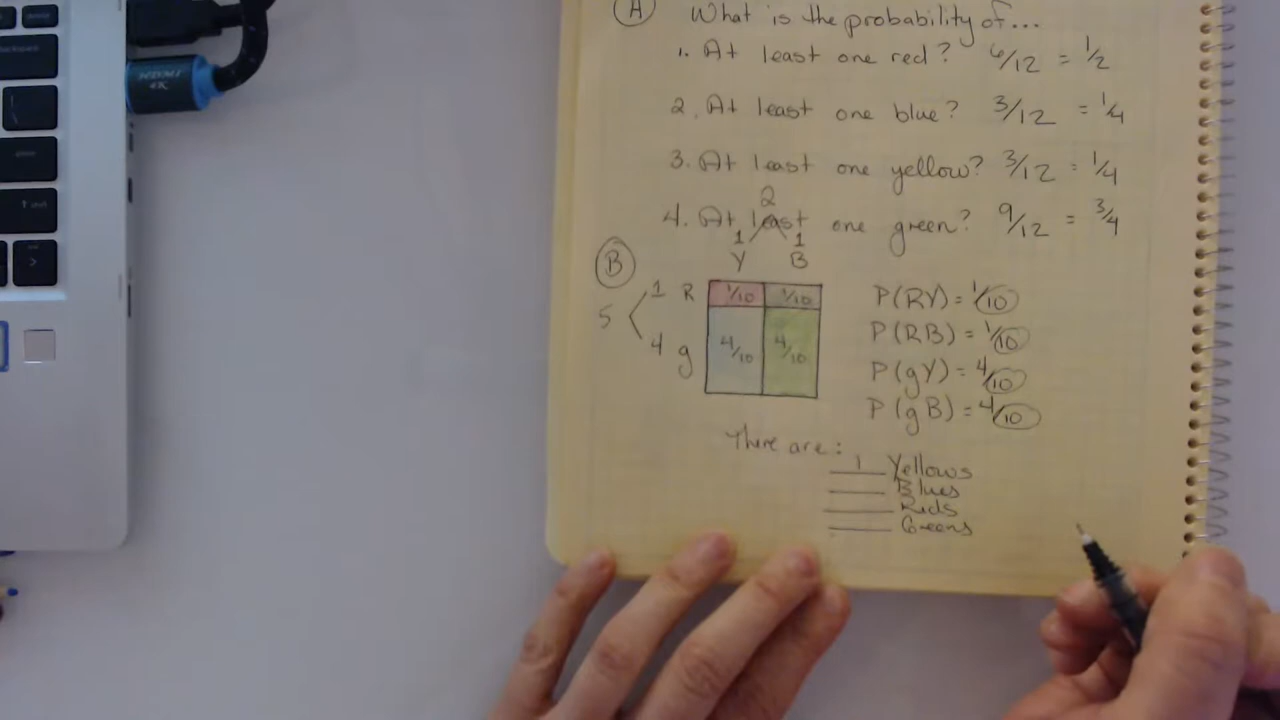 A What is the probability of...
1. At least one red? 6/12 = 1/2
2. At least one blue? 3/12 = 1/4
3. At least one yellow? 3/12 = 1/4
4. At least one green? 9/12 = 3/4
2
1 1
B Y B
5 1 R 1/10 1/10
4 g 4/10 4/10
P(RY) = 1/10
P(RB) = 1/10
P(gY) = 4/10
P(gB) = 4/10
There are:
1 Yellows
Blues
Reds
Greens
HDMI
4K